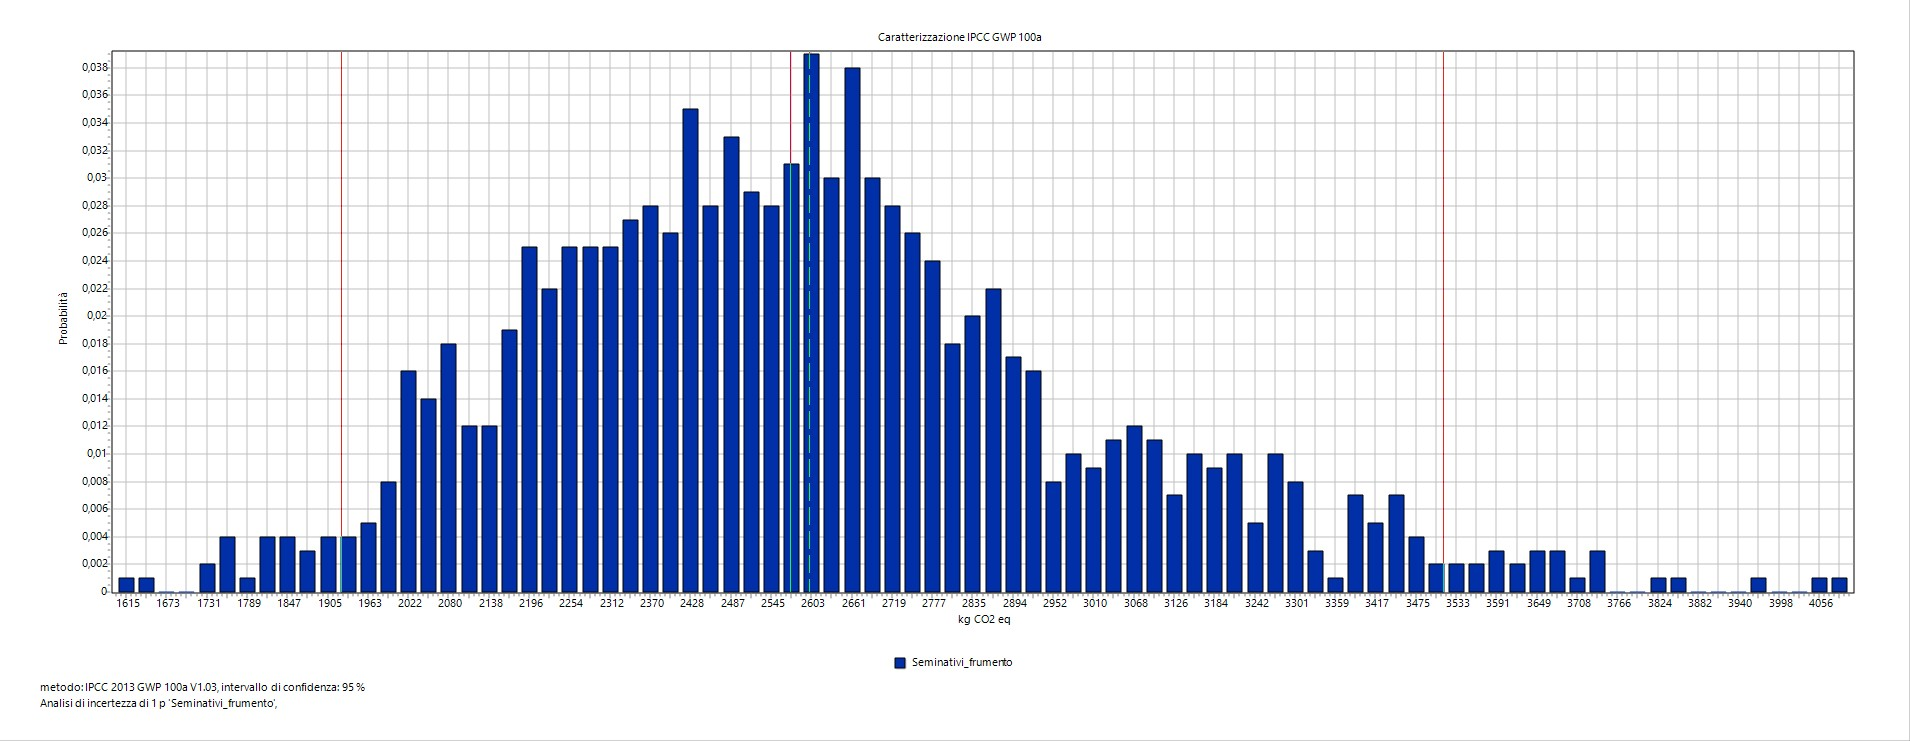 Caratterizzazione IPCC GWP 100a
Probabilità
0,038
0,036
0,034
0,032
0,03
0,028
0,026
0,024
0,022
0,02
0,018
0,016
0,014
0,012
0,01
0,008
0,006
0,004
0,002
0
1615 1673 1731 1789 1847 1905 1963 2022 2080 2138 2196 2254 2312 2370 2428 2487 2545 2603 2661 2719 2777 2835 2894 2952 3010 3068 3126 3184 3242 3301 3359 3417 3475 3533 3591 3649 3708 3766 3824 3882 3940 3998 4056
kg CO2 eq
Seminativi_frumento
metodo: IPCC 2013 GWP 100a V1.03, intervallo di confidenza: 95 %
Analisi di incertezza di 1 p 'Seminativi_frumento',